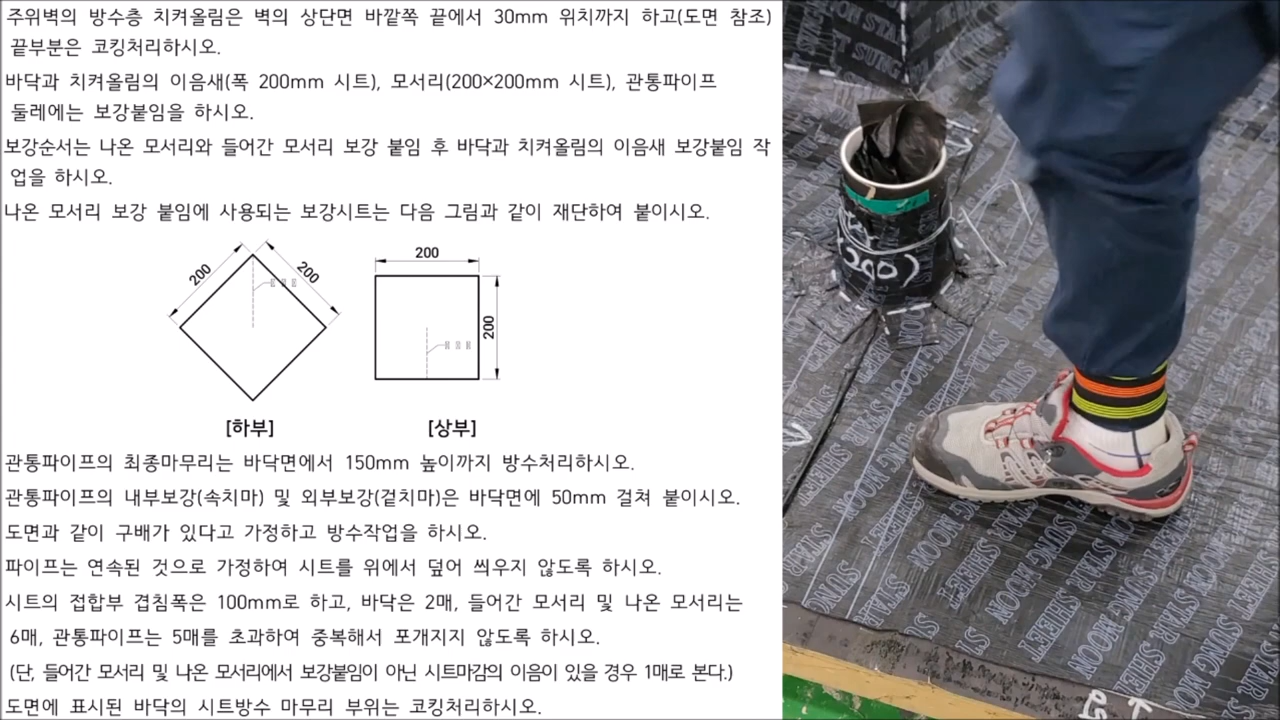 주위벽의 방수층 치켜올림은 벽의 상단면 바깥쪽 끝에서 30mm 위치까지 하고(도면 참조)
끝부분은 코킹처리하시오.
바닥과 치켜올림의 이음새(폭 200mm 시트), 모서리(200×200mm 시트), 관통파이프
둘레에는 보강붙임을 하시오.
보강순서는 나온 모서리와 들어간 모서리 보강 붙임 후 바닥과 치켜올림의 이음새 보강붙임 작
업을 하시오.
나온 모서리 보강 붙임에 사용되는 보강시트는 다음 그림과 같이 재단하여 붙이시오.
200 200
200
200
[하부] [상부]
관통파이프의 최종마무리는 바닥면에서 150mm 높이까지 방수처리하시오.
관통파이프의 내부보강(속치마) 및 외부보강(겉치마)은 바닥면에 50mm 걸쳐 붙이시오.
도면과 같이 구배가 있다고 가정하고 방수작업을 하시오.
파이프는 연속된 것으로 가정하여 시트를 위에서 덮어 씌우지 않도록 하시오.
시트의 접합부 겹침폭은 100mm로 하고, 바닥은 2매, 들어간 모서리 및 나온 모서리는
6매, 관통파이프는 5매를 초과하여 중복해서 포개지지 않도록 하시오.
(단, 들어간 모서리 및 나온 모서리에서 보강붙임이 아닌 시트마감의 이음이 있을 경우 1매로 본다.)
도면에 표시된 바닥의 시트방수 마무리 부위는 코킹처리하시오.
SUNG
(200)
SUNG MOON
STAR SHEET
SUNG MOON
STAR SHEET
SUNG MOON
STAR SHEET